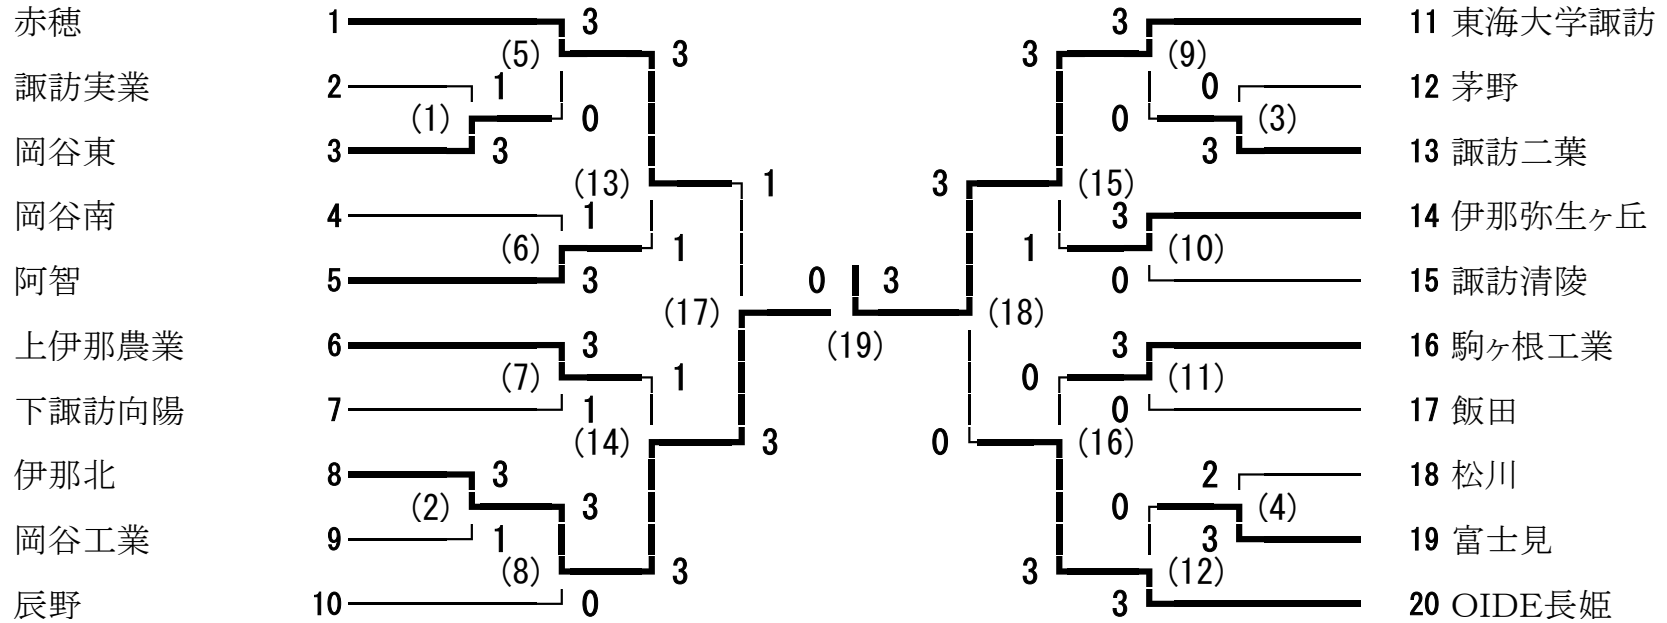 赤穂 1 3 3 11 東海大学諏訪
(5) 3 3 (9)
諏訪実業 2 1 0 12 茅野
(1) 0 0 (3)
岡谷東 3 3 3 13 諏訪二葉
(13) 1 3 (15)
岡谷南 4 1 3 14 伊那弥生ヶ丘
(6) 1 1 (10)
阿智 5 3 0 3 0 15 諏訪清陵
(17) (18)
上伊那農業 6 3 (19) 3 16 駒ヶ根工業
(7) 1 0 (11)
下諏訪向陽 7 1 0 17 飯田
(14) 3 0 (16)
伊那北 8 3 2 18 松川
(2) 3 0 (4)
岡谷工業 9 1 3 19 富士見
(8) 3 3 (12)
辰野 10 0 3 20 OIDE長姫